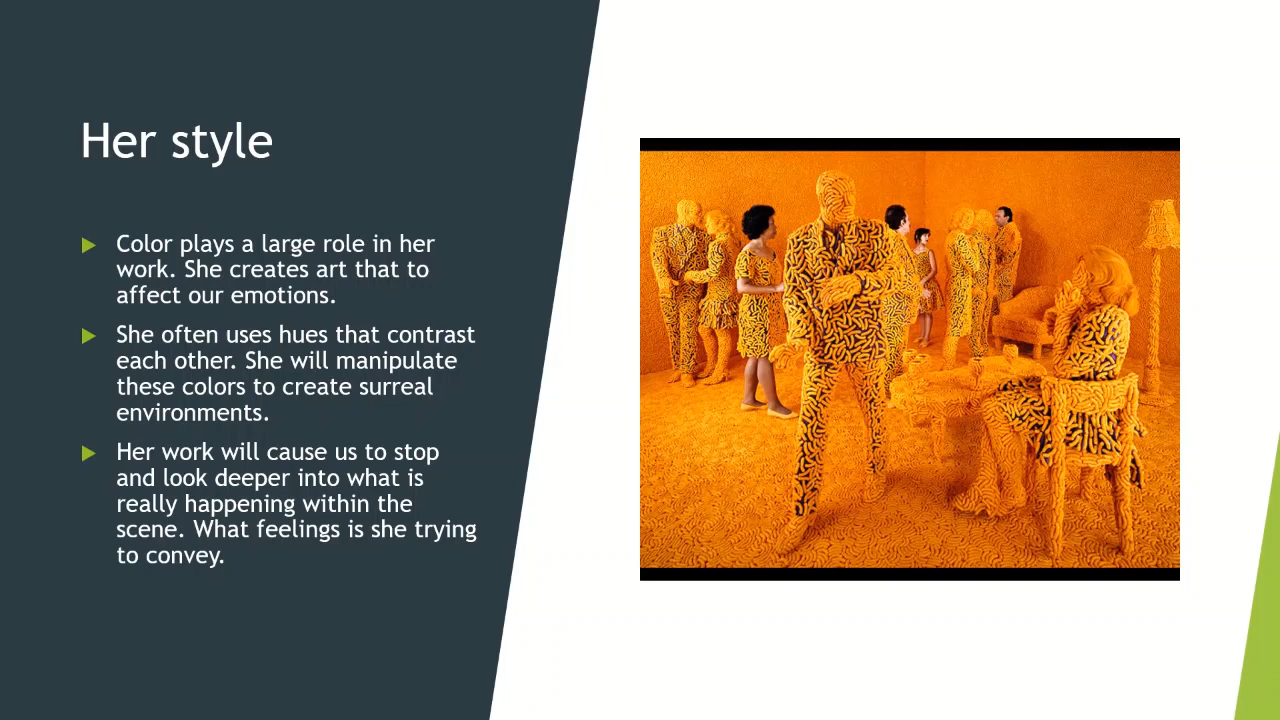 Her style
Color plays a large role in her
work. She creates art that to
affect our emotions.
She often uses hues that contrast
each other. She will manipulate
these colors to create surreal
environments.
Her work will cause us to stop
and look deeper into what is
really happening within the
scene. What feelings is she trying
to convey.